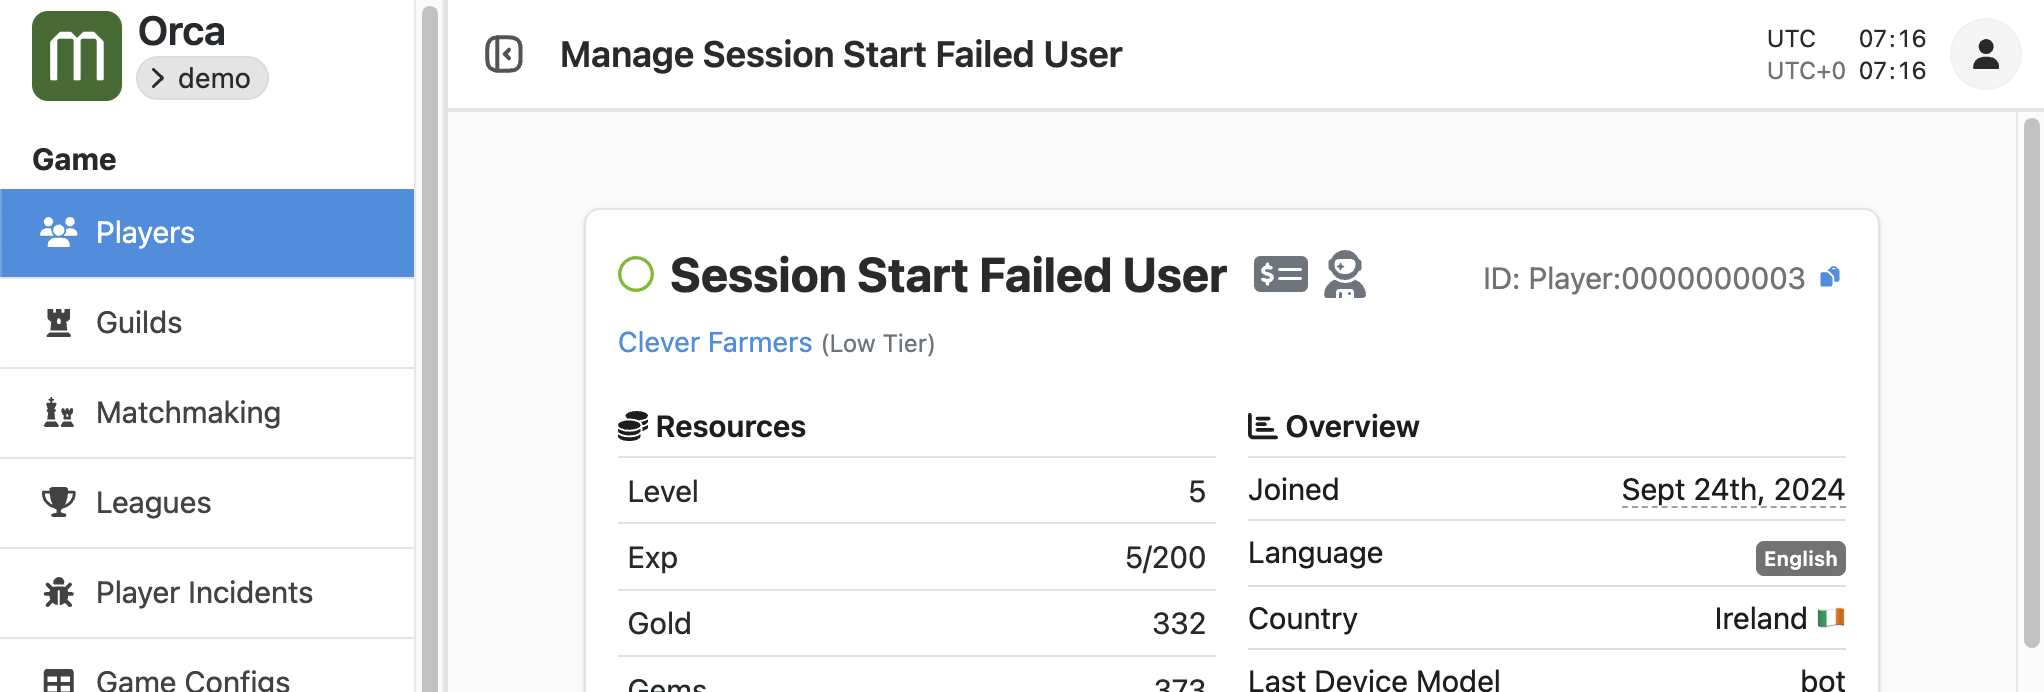 Orca
demo
Game
Players
Guilds
Matchmaking
Leagues
Player Incidents
Game Configs
Manage Session Start Failed User
UTC 07:16
UTC+0 07:16
Session Start Failed User
ID: Player:0000000003
Clever Farmers (Low Tier)
Resources
Level 5
Exp 5/200
Gold 332
Gems 373
Overview
Joined Sept 24th, 2024
Language English
Country Ireland
Last Device Model bot